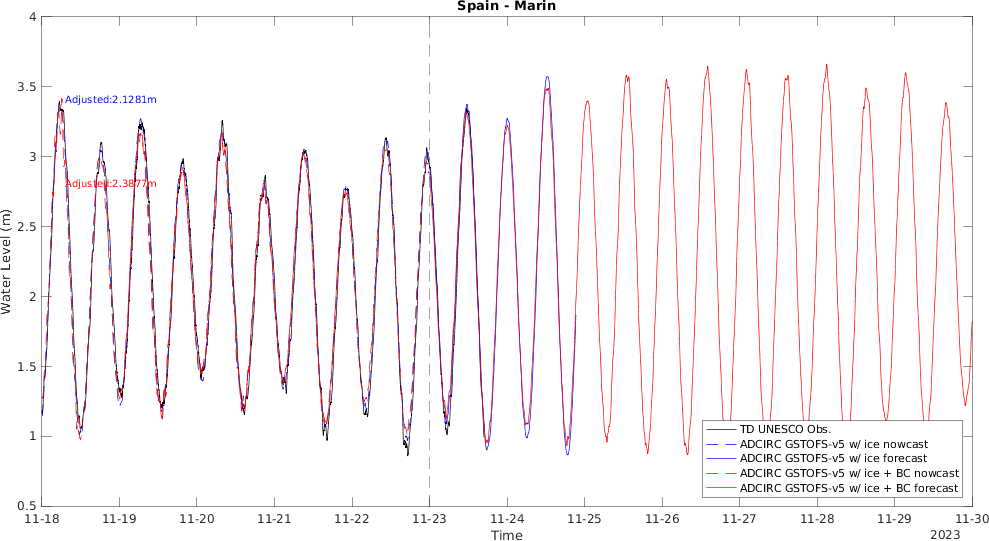 Spain - Marin
4
3.5
3
2.5
2
1.5
1
0.5
Water Level (m)
Adjusted:2.1281m
Adjusted:2.3877m
TD UNESCO Obs.
ADCIRC GSTOFS-v5 w/ ice nowcast
ADCIRC GSTOFS-v5 w/ ice forecast
ADCIRC GSTOFS-v5 w/ ice + BC nowcast
ADCIRC GSTOFS-v5 w/ ice + BC forecast
11-18 11-19 11-20 11-21 11-22 11-23 11-24 11-25 11-26 11-27 11-28 11-29 11-30
Time
2023